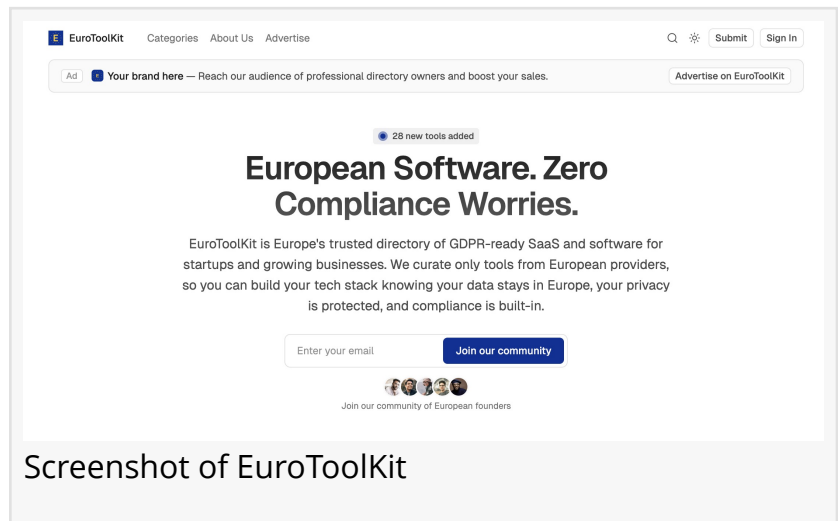 E EuroToolKit Categories About Us Advertise Submit Sign In
Ad E Your brand here — Reach our audience of professional directory owners and boost your sales. Advertise on EuroToolKit
28 new tools added
European Software. Zero
Compliance Worries.
EuroToolKit is Europe's trusted directory of GDPR-ready SaaS and software for
startups and growing businesses. We curate only tools from European providers,
so you can build your tech stack knowing your data stays in Europe, your privacy
is protected, and compliance is built-in.
Enter your email Join our community
Join our community of European founders
Screenshot of EuroToolKit